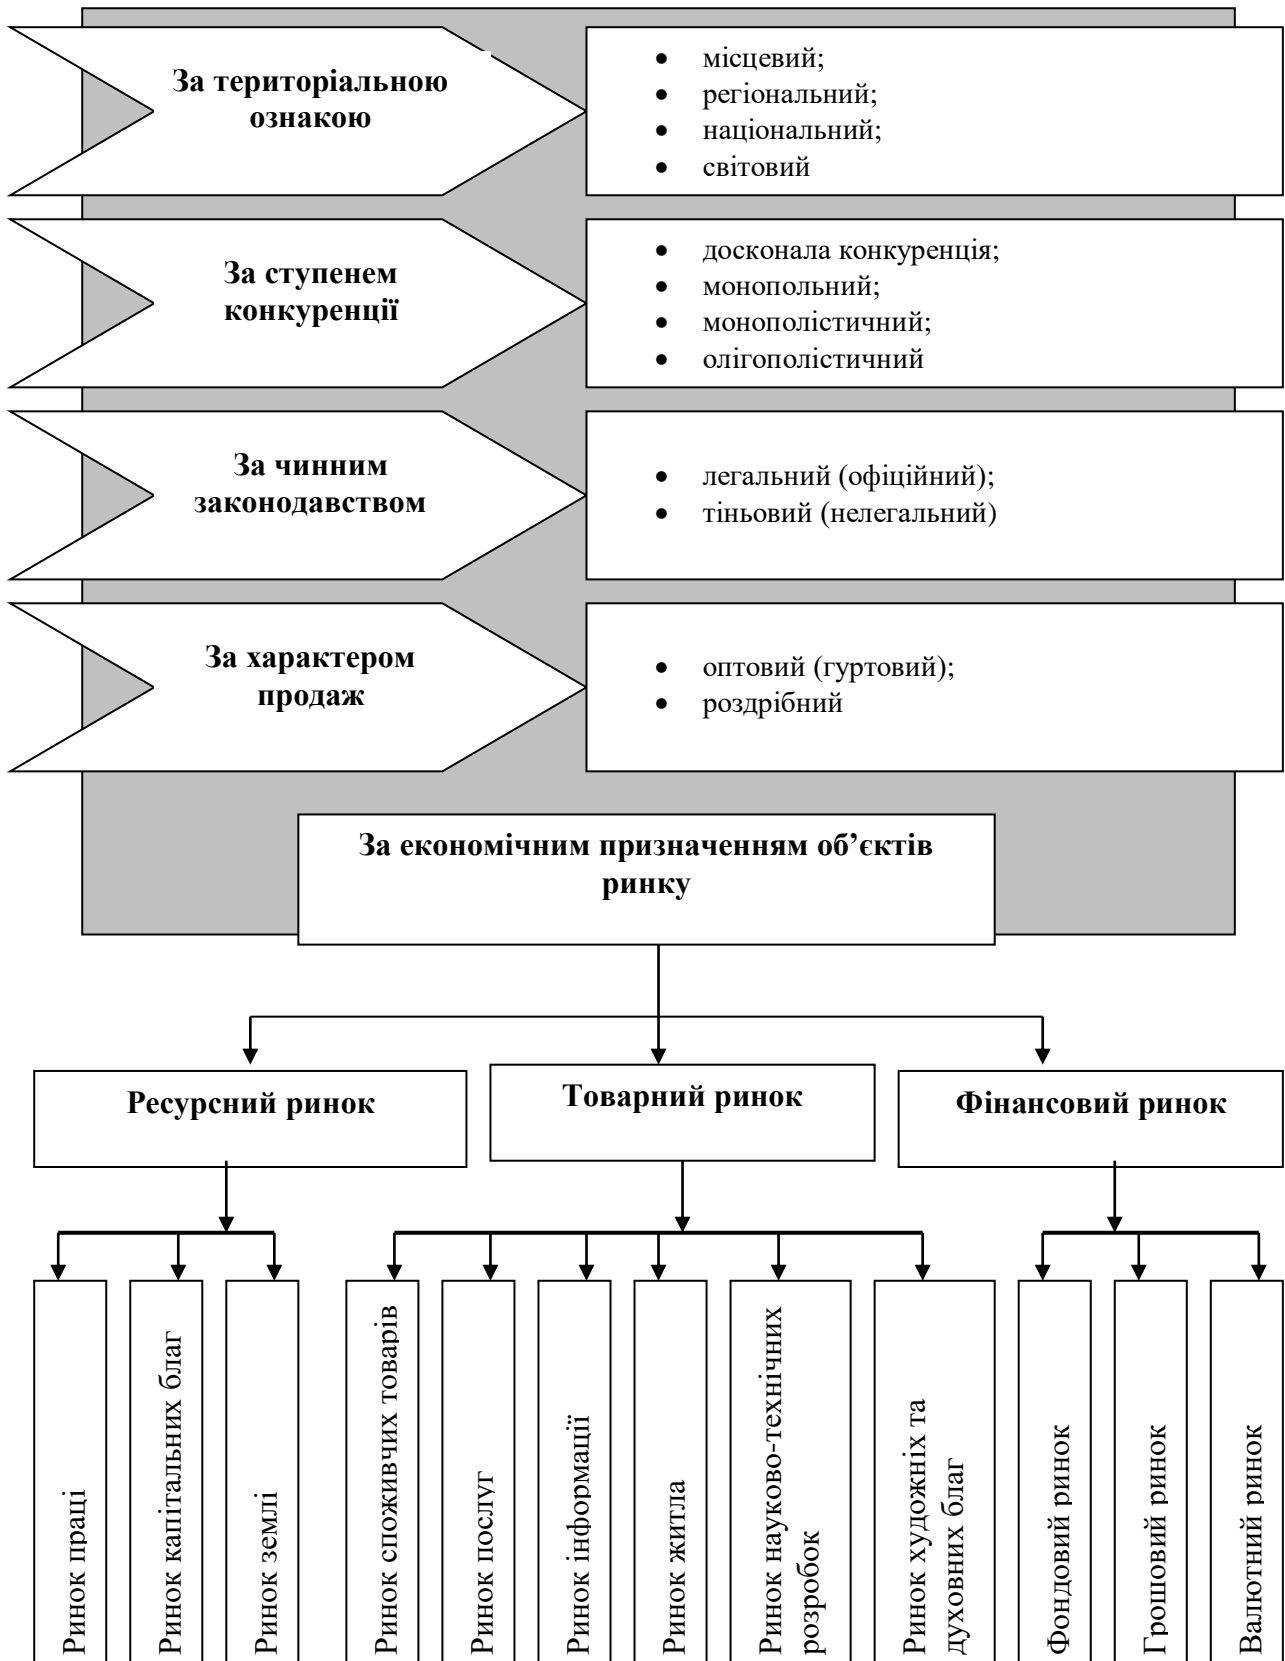 За територіальною
ознакою
місцевий;
регіональний;
національний;
світовий
За ступенем
конкуренції
досконала конкуренція;
монопольний;
монополістичний;
олігополістичний
За чинним
законодавством
легальний (офіційний);
тіньовий (нелегальний)
За характером
продаж
оптовий (гуртовий);
роздрібний
За економічним призначенням об’єктів
ринку
Ресурсний ринок
Товарний ринок
Фінансовий ринок
Ринок праці
Ринок капітальних благ
Ринок землі
Ринок споживчих товарів
Ринок послуг
Ринок інформації
Ринок житла
Ринок науково-технічних
розробок
Ринок художніх та
духовних благ
Фондовий ринок
Грошовий ринок
Валютний ринок